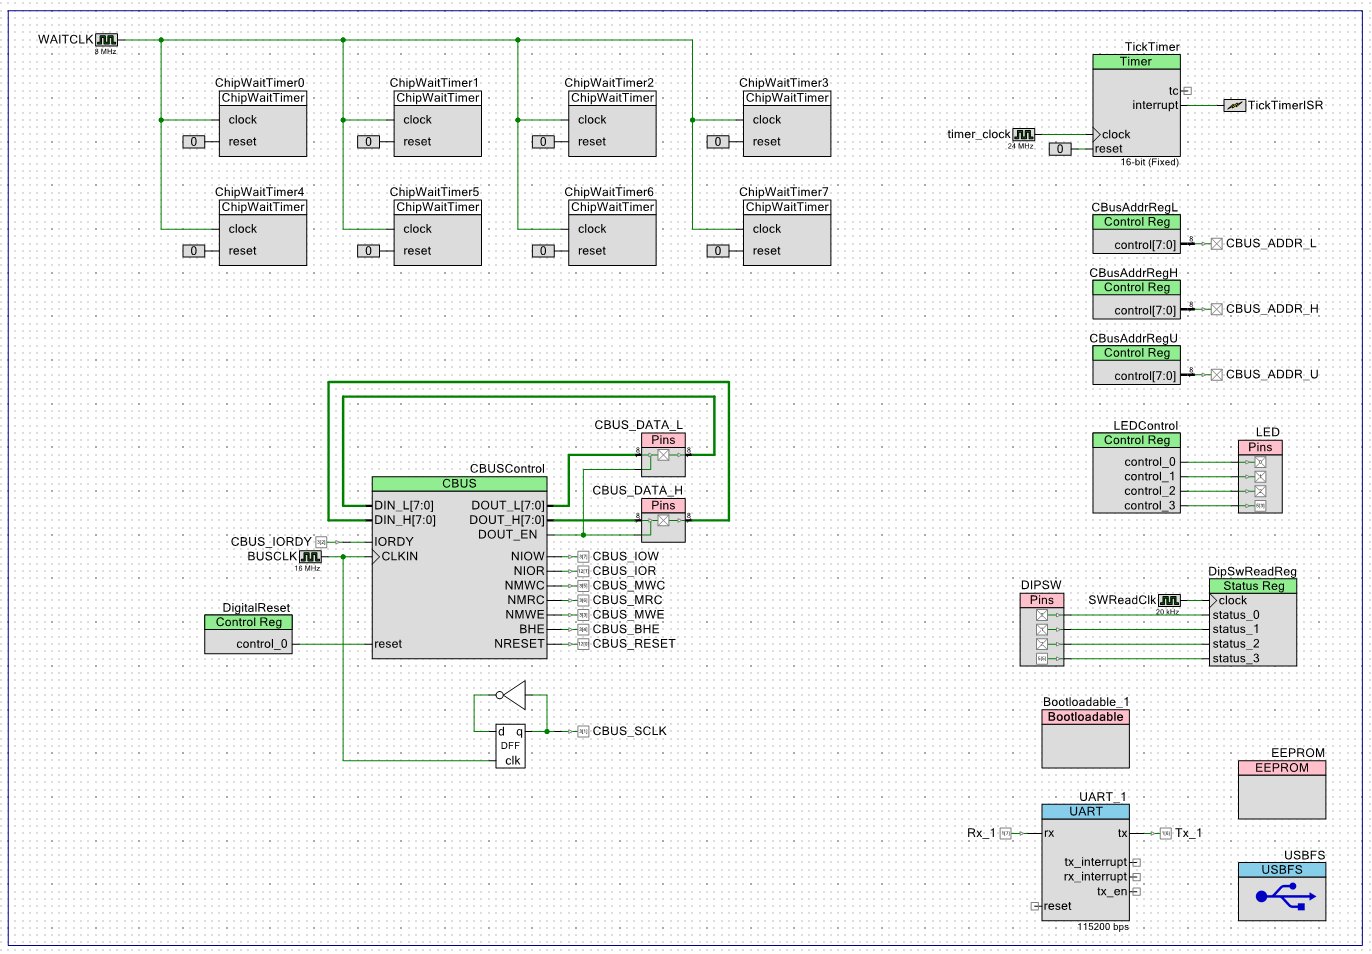 WAITCLK
8 MHz
ChipWaitTimer0
ChipWaitTimer
clock
0
reset
ChipWaitTimer1
ChipWaitTimer
clock
0
reset
ChipWaitTimer2
ChipWaitTimer
clock
0
reset
ChipWaitTimer3
ChipWaitTimer
clock
0
reset
ChipWaitTimer4
ChipWaitTimer
clock
0
reset
ChipWaitTimer5
ChipWaitTimer
clock
0
reset
ChipWaitTimer6
ChipWaitTimer
clock
0
reset
ChipWaitTimer7
ChipWaitTimer
clock
0
reset
TickTimer
Timer
tc
interrupt
TickTimerISR
timer_clock
24 MHz
clock
0
reset
16-bit (Fixed)
CBusAddrRegL
Control Reg
control[7:0]
8
CBUS_ADDR_L
CBusAddrRegH
Control Reg
control[7:0]
8
CBUS_ADDR_H
CBusAddrRegU
Control Reg
control[7:0]
8
CBUS_ADDR_U
CBUS_DATA_L
Pins
8
8
CBUS_DATA_H
Pins
8
8
CBUSControl
CBUS
DIN_L[7:0]
DOUT_L[7:0]
DIN_H[7:0]
DOUT_H[7:0]
DOUT_EN
CBUS_IORDY
IORDY
BUSCLK
16 MHz
CLKIN
NIOW
CBUS_IOW
NIOR
CBUS_IOR
NMWC
CBUS_MWC
NMRC
CBUS_MRC
NMWE
CBUS_MWE
BHE
CBUS_BHE
NRESET
CBUS_RESET
DigitalReset
Control Reg
control_0
reset
d q
DFF
clk
CBUS_SCLK
LEDControl
Control Reg
control_0
control_1
control_2
control_3
LED
Pins
DIPSW
Pins
SWReadClk
20 kHz
DipSwReadReg
Status Reg
clock
status_0
status_1
status_2
status_3
Bootloadable_1
Bootloadable
EEPROM
EEPROM
UART_1
UART
Rx_1
rx
tx
Tx_1
tx_interrupt
rx_interrupt
tx_en
reset
115200 bps
USBFS
USBFS